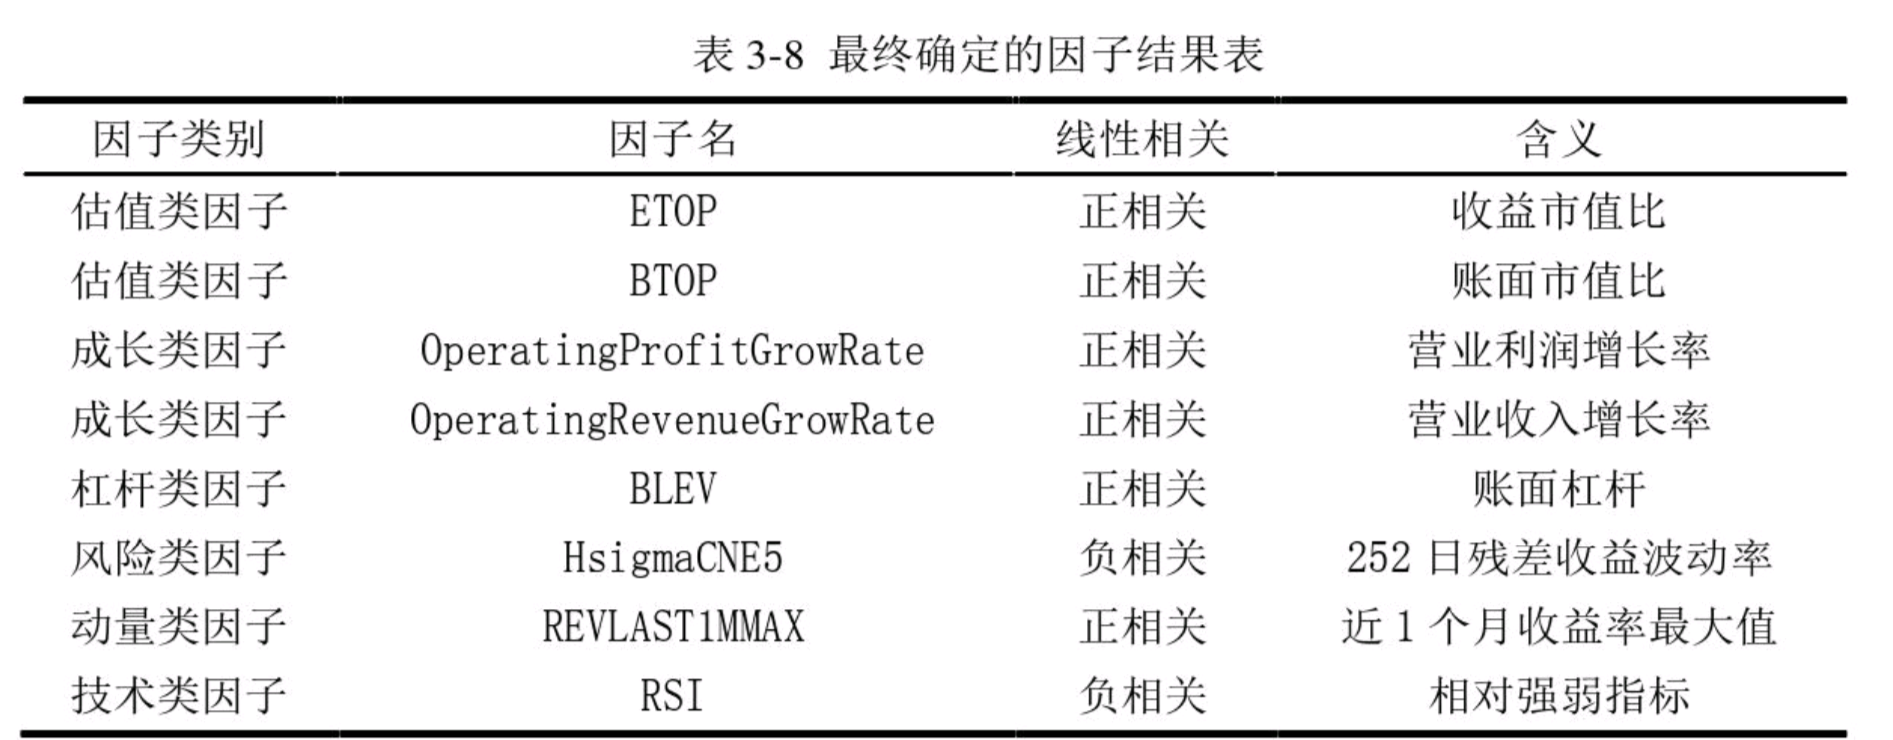 表 3-8 最终确定的因子结果表
因子类别 因子名 线性相关 含义
估值类因子 ETOP 正相关 收益市值比
估值类因子 BTOP 正相关 账面市值比
成长类因子 OperatingProfitGrowRate 正相关 营业利润增长率
成长类因子 OperatingRevenueGrowRate 正相关 营业收入增长率
杠杆类因子 BLEV 正相关 账面杠杆
风险类因子 HsigmaCNE5 负相关 252 日残差收益波动率
动量类因子 REVLAST1MMAX 正相关 近 1 个月收益率最大值
技术类因子 RSI 负相关 相对强弱指标